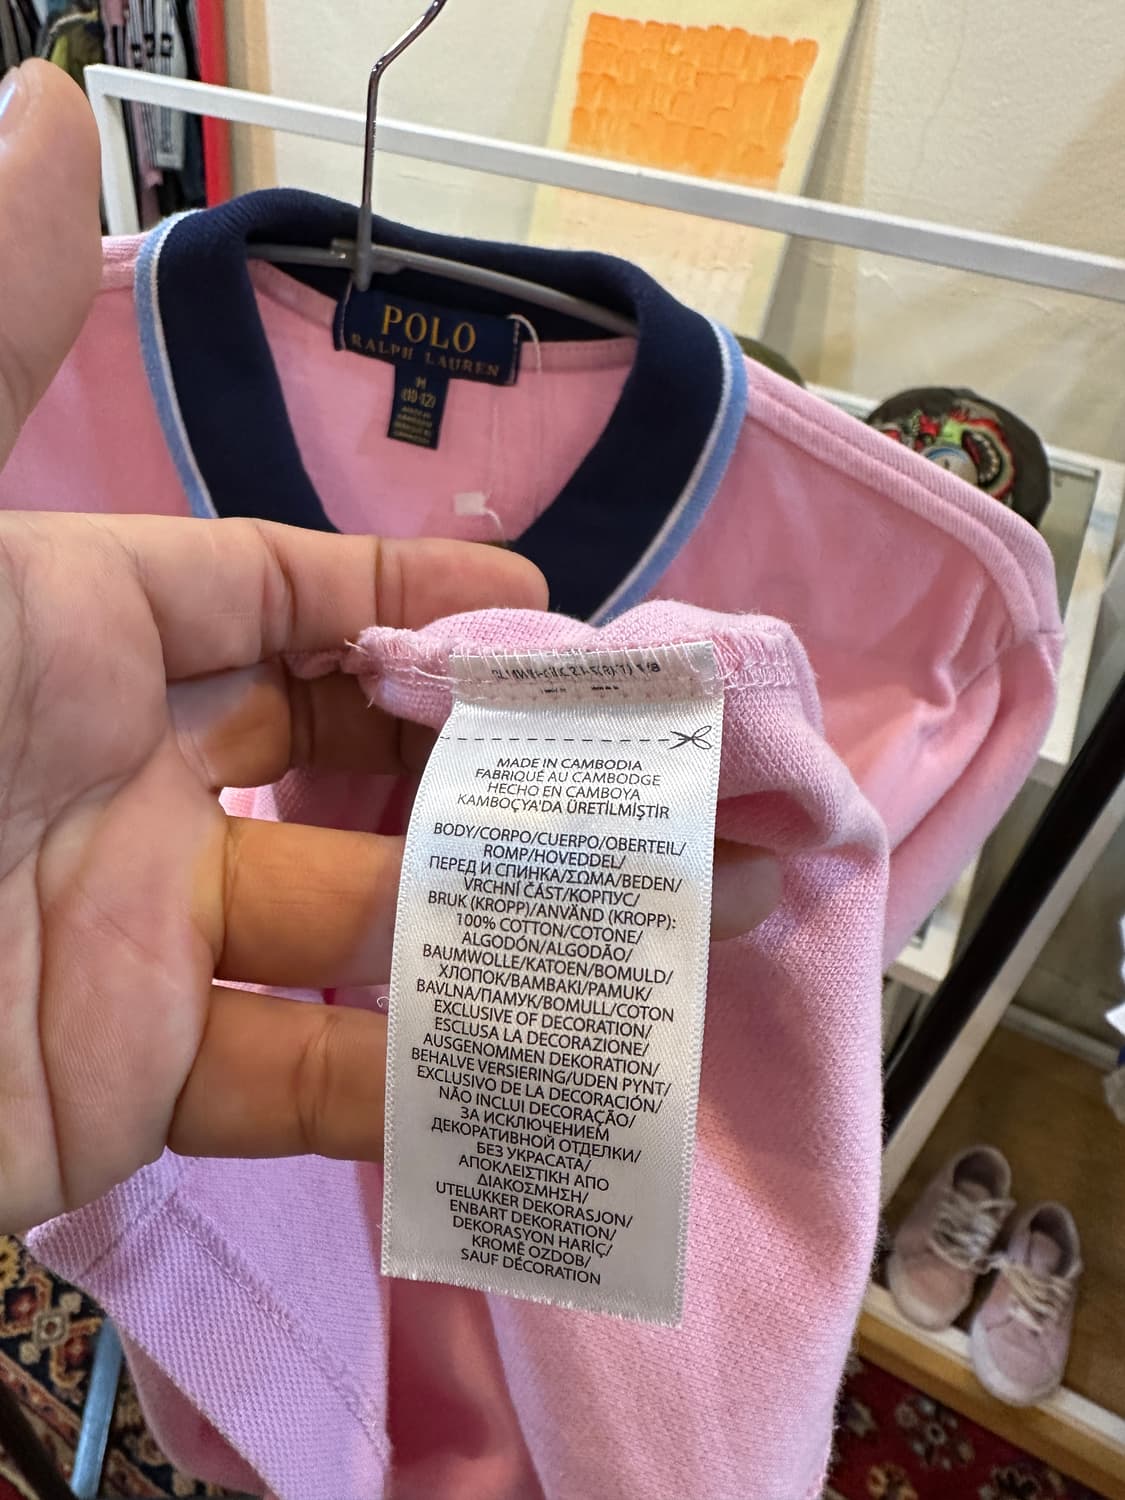 POLO
RALPH LAUREN
M
(10-12)
MADE IN CAMBODIA
FABRIQUÉ AU CAMBODGE
HECHO EN CAMBOYA
KAMBOÇYA'DA ÜRETİLMİŞTİR
BODY/CORPO/CUERPO/OBERTEIL/
ROMP/HOVEDDEL/
ПЕРЕД И СПИНКА/ΣΩΜΑ/BEDEN/
VRCHNÍ ČÁST/КОРПУС/
BRUK (KROPP)/ANVÄND (KROPP):
100% COTTON/COTONE/
ALGODÓN/ALGODÃO/
BAUMWOLLE/KATOEN/BOMULD/
ХЛОПОК/ΒΑΜΒΑΚΙ/PAMUK/
BAVLNA/ПАМУК/BOMULL/COTON
EXCLUSIVE OF DECORATION/
ESCLUSA LA DECORAZIONE/
AUSGENOMMEN DEKORATION/
BEHALVE VERSIERING/UDEN PYNT/
EXCLUSIVO DE LA DECORACIÓN/
NÃO INCLUI DECORAÇÃO/
ЗА ИСКЛЮЧЕНИЕМ
ДЕКОРАТИВНОЙ ОТДЕЛКИ/
БЕЗ УКРАСАТА/
ΑΠΟΚΛΕΙΣΤΙΚΗ ΑΠΟ
ΔΙΑΚΟΣΜΗΣΗ/
UTELUKKER DEKORASJON/
ENBART DEKORATION/
DEKORASYON HARİÇ/
KROMĚ OZDOB/
SAUF DÉCORATION